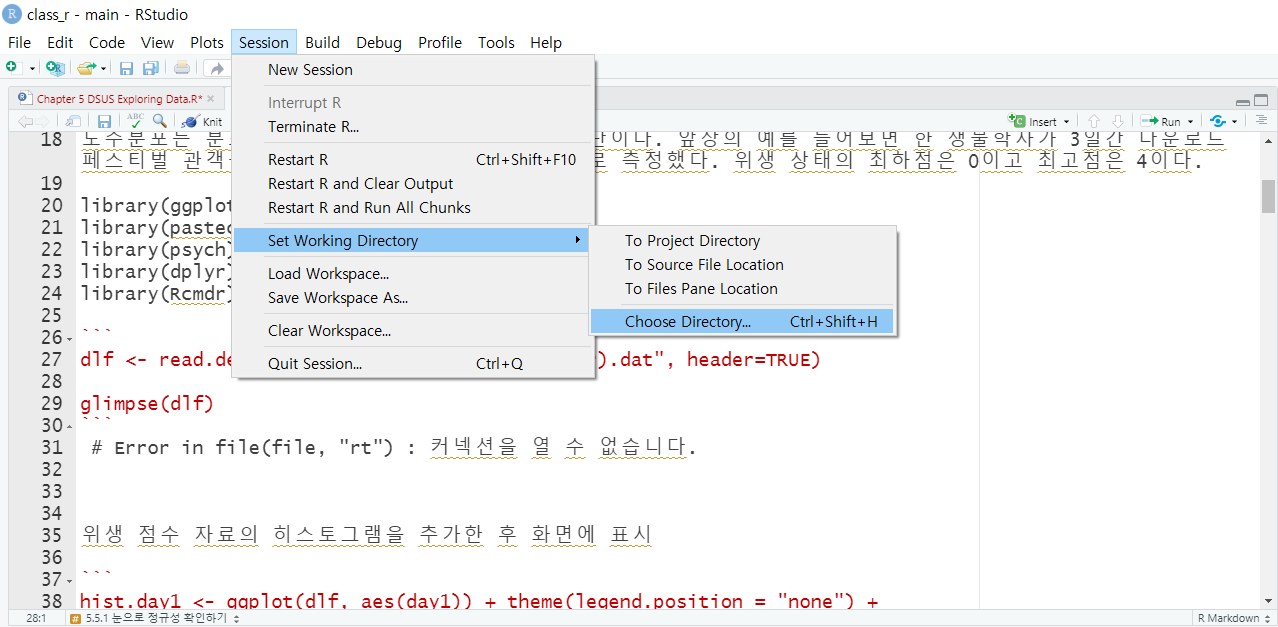 class_r - main - RStudio
File Edit Code View Plots Session Build Debug Profile Tools Help
New Session
Interrupt R
Terminate R...
Restart R Ctrl+Shift+F10
Restart R and Clear Output
Restart R and Run All Chunks
Set Working Directory
Load Workspace...
Save Workspace As...
Clear Workspace...
Quit Session... Ctrl+Q
To Project Directory
To Source File Location
To Files Pane Location
Choose Directory... Ctrl+Shift+H
Chapter 5 DSUS Exploring Data.R*
ABC Knit Insert Run
18 도수분포는 이다. 앞장의 예를 들어보면 한 생물학자가 3일간 다운로드
페스티벌 관객 로 측정했다. 위생 상태의 최하점은 0이고 최고점은 4이다.
19
20 library(ggplot
21 library(pastec
22 library(psych)
23 library(dplyr)
24 library(Rcmdr)
25
26 ```
27 dlf <- read.de ).dat", header=TRUE)
28
29 glimpse(dlf)
30 ```
31 # Error in file(file, "rt") : 커넥션을 열 수 없습니다.
32
33
34
35 위생 점수 자료의 히스토그램을 추가한 후 화면에 표시
36
37 ```
38 hist.day1 <- ggplot(dlf, aes(day1)) + theme(legend.position = "none") +
28:1 # 5.5.1 눈으로 정규성 확인하기 R Markdown